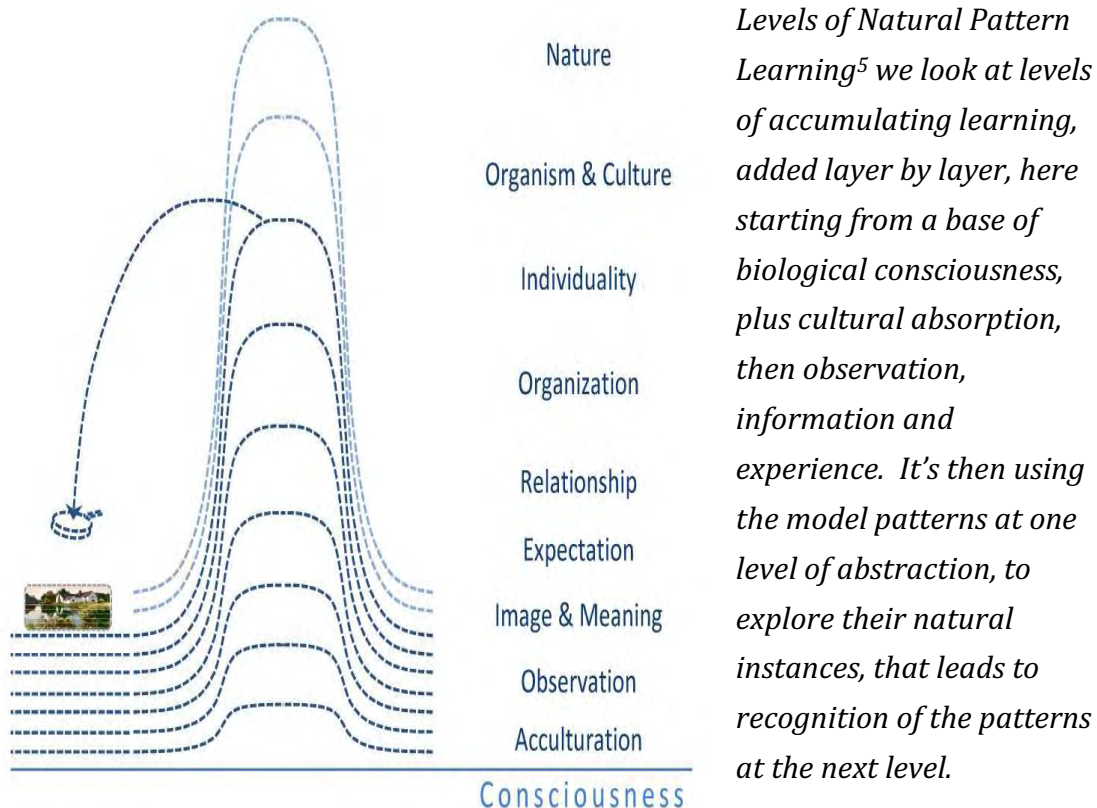 Nature
Organism & Culture
Individuality
Organization
Relationship
Expectation
Image & Meaning
Observation
Acculturation
Consciousness
Levels of Natural Pattern
Learning⁵ we look at levels
of accumulating learning,
added layer by layer, here
starting from a base of
biological consciousness,
plus cultural absorption,
then observation,
information and
experience.  It’s then using
the model patterns at one
level of abstraction, to
explore their natural
instances, that leads to
recognition of the patterns
at the next level.